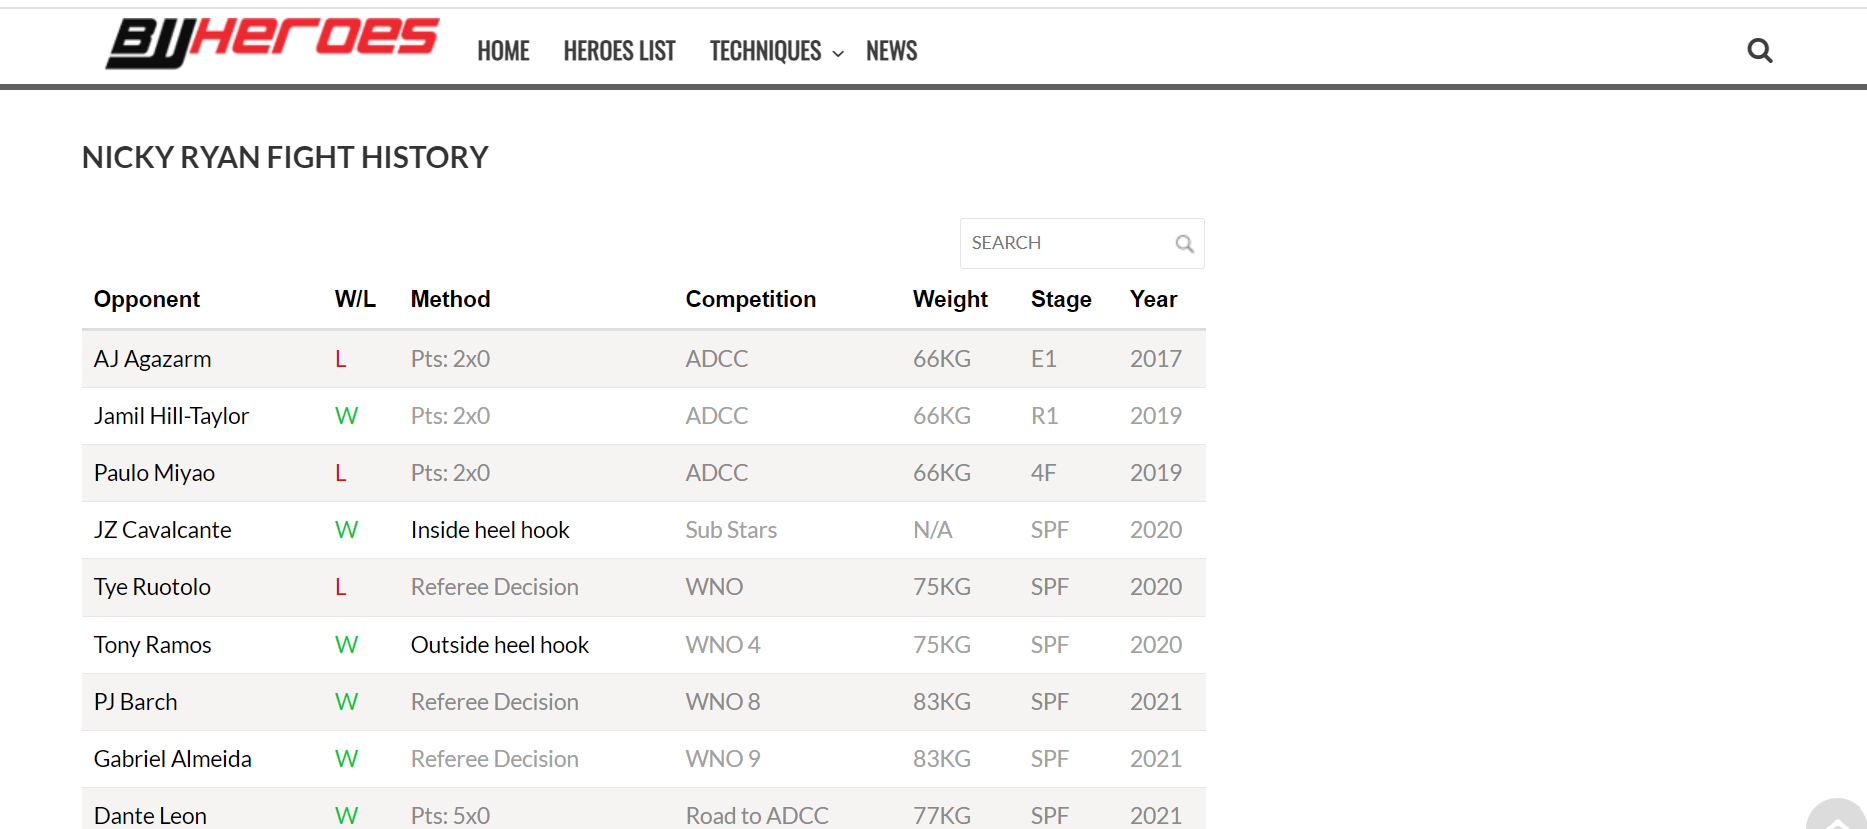 BJJHEROES HOME HEROES LIST TECHNIQUES NEWS
NICKY RYAN FIGHT HISTORY
SEARCH
Opponent W/L Method Competition Weight Stage Year
AJ Agazarm L Pts: 2x0 ADCC 66KG E1 2017
Jamil Hill-Taylor W Pts: 2x0 ADCC 66KG R1 2019
Paulo Miyao L Pts: 2x0 ADCC 66KG 4F 2019
JZ Cavalcante W Inside heel hook Sub Stars N/A SPF 2020
Tye Ruotolo L Referee Decision WNO 75KG SPF 2020
Tony Ramos W Outside heel hook WNO 4 75KG SPF 2020
PJ Barch W Referee Decision WNO 8 83KG SPF 2021
Gabriel Almeida W Referee Decision WNO 9 83KG SPF 2021
Dante Leon W Pts: 5x0 Road to ADCC 77KG SPF 2021